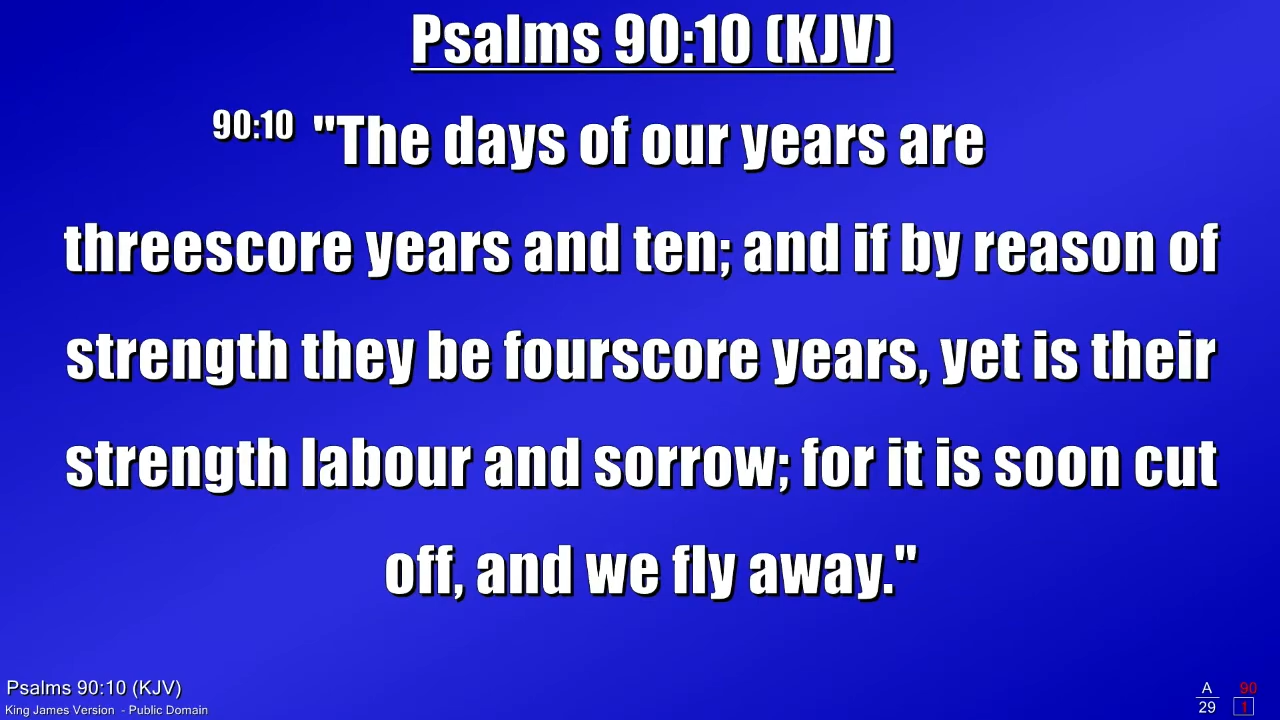 Psalms 90:10 (KJV)
90:10 "The days of our years are
threescore years and ten; and if by reason of
strength they be fourscore years, yet is their
strength labour and sorrow; for it is soon cut
off, and we fly away."
Psalms 90:10 (KJV)
King James Version - Public Domain
A 90
29 1